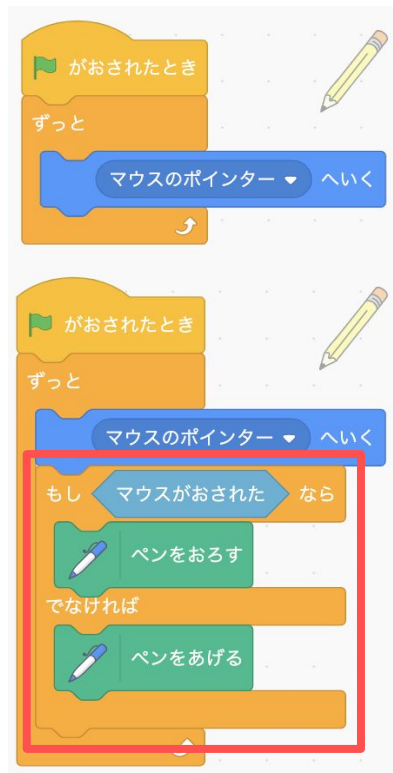 がおされたとき
ずっと
マウスのポインター へいく
がおされたとき
ずっと
マウスのポインター へいく
もし マウスがおされた なら
ペンをおろす
でなければ
ペンをあげる